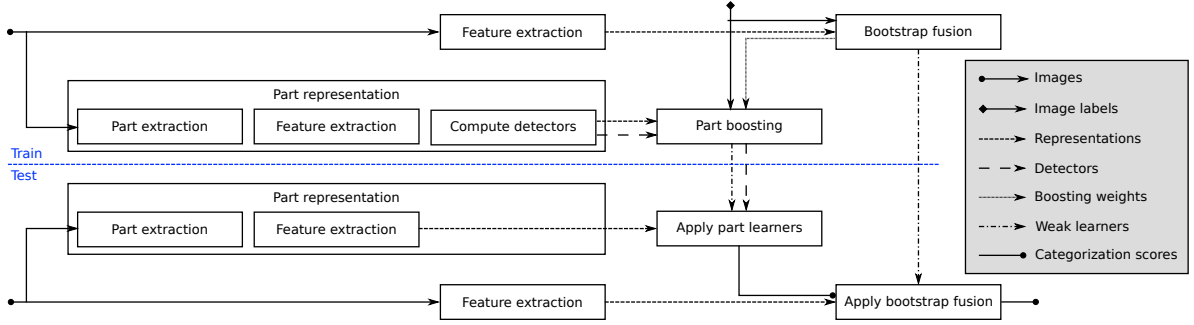 Feature extraction
Bootstrap fusion
Part representation
Part extraction
Feature extraction
Compute detectors
Part boosting
Train
Test
Part representation
Part extraction
Feature extraction
Apply part learners
Feature extraction
Apply bootstrap fusion
Images
Image labels
Representations
Detectors
Boosting weights
Weak learners
Categorization scores